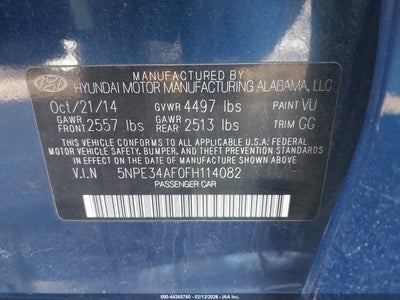 MANUFACTURED BY
HYUNDAI MOTOR MANUFACTURING ALABAMA, LLC
Oct/21/14 GVWR 4497 lbs PAINT VU
GAWR FRONT 2557 lbs GAWR REAR 2513 lbs TRIM GG
THIS VEHICLE CONFORMS TO ALL APPLICABLE U.S.A FEDERAL
MOTOR VEHICLE SAFETY, BUMPER, AND THEFT PREVENTION
STANDARDS IN EFFECT ON THE DATE OF MANUFACTURE SHOWN ABOVE.
V.I.N 5NPE34AF0FH114082
PASSENGER CAR
000-44365760 - 02/13/2026 - IAA Inc.